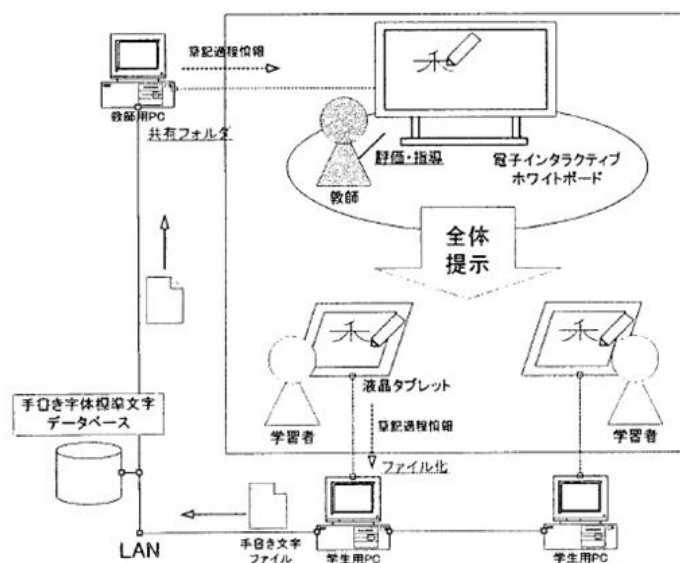 筆記過程情報
教師用PC
共有フォルダ
評価・指導
教師
電子インタラクティブ
ホワイトボード
全体
提示
液晶タブレット
学習者
筆記過程情報
学習者
ファイル化
手書き字体標準文字
データベース
LAN
手書き文字
ファイル
学生用PC
学生用PC